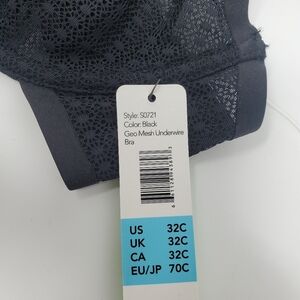 Style: S0721
Color: Black
Geo Mesh Underwire
Bra
US 32C
UK 32C
CA 32C
EU/JP 70C